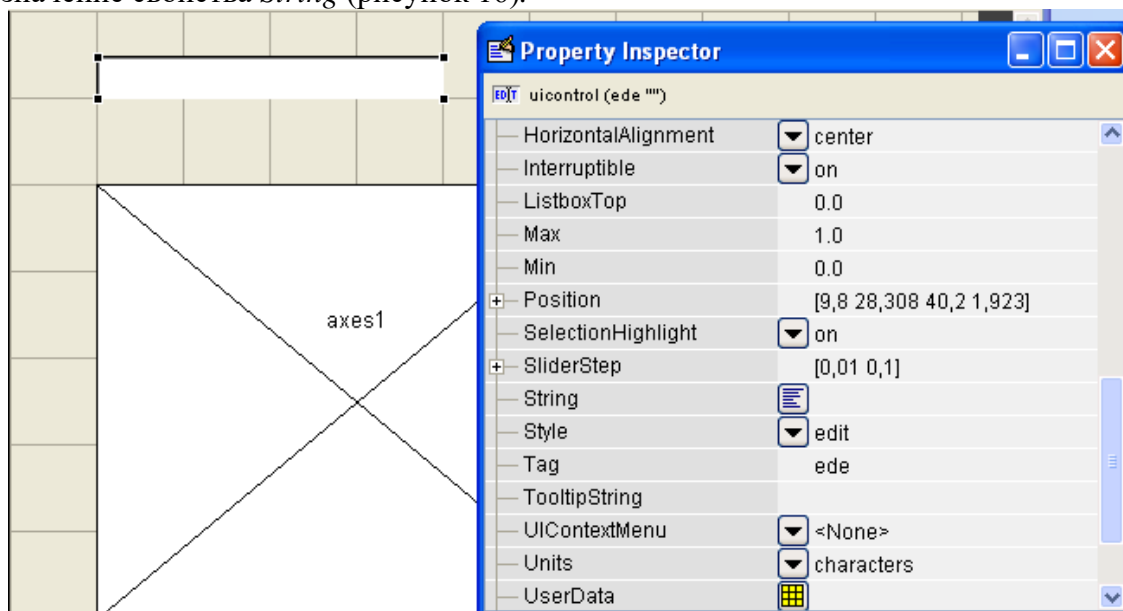 значение свойства String (рисунок 16).
Property Inspector
uicontrol (ede "")
HorizontalAlignment center
Interruptible on
ListboxTop 0.0
Max 1.0
Min 0.0
Position [9,8 28,308 40,2 1,923]
axes1
SelectionHighlight on
SliderStep [0,01 0,1]
String
Style edit
Tag ede
TooltipString
UIContextMenu <None>
Units characters
UserData